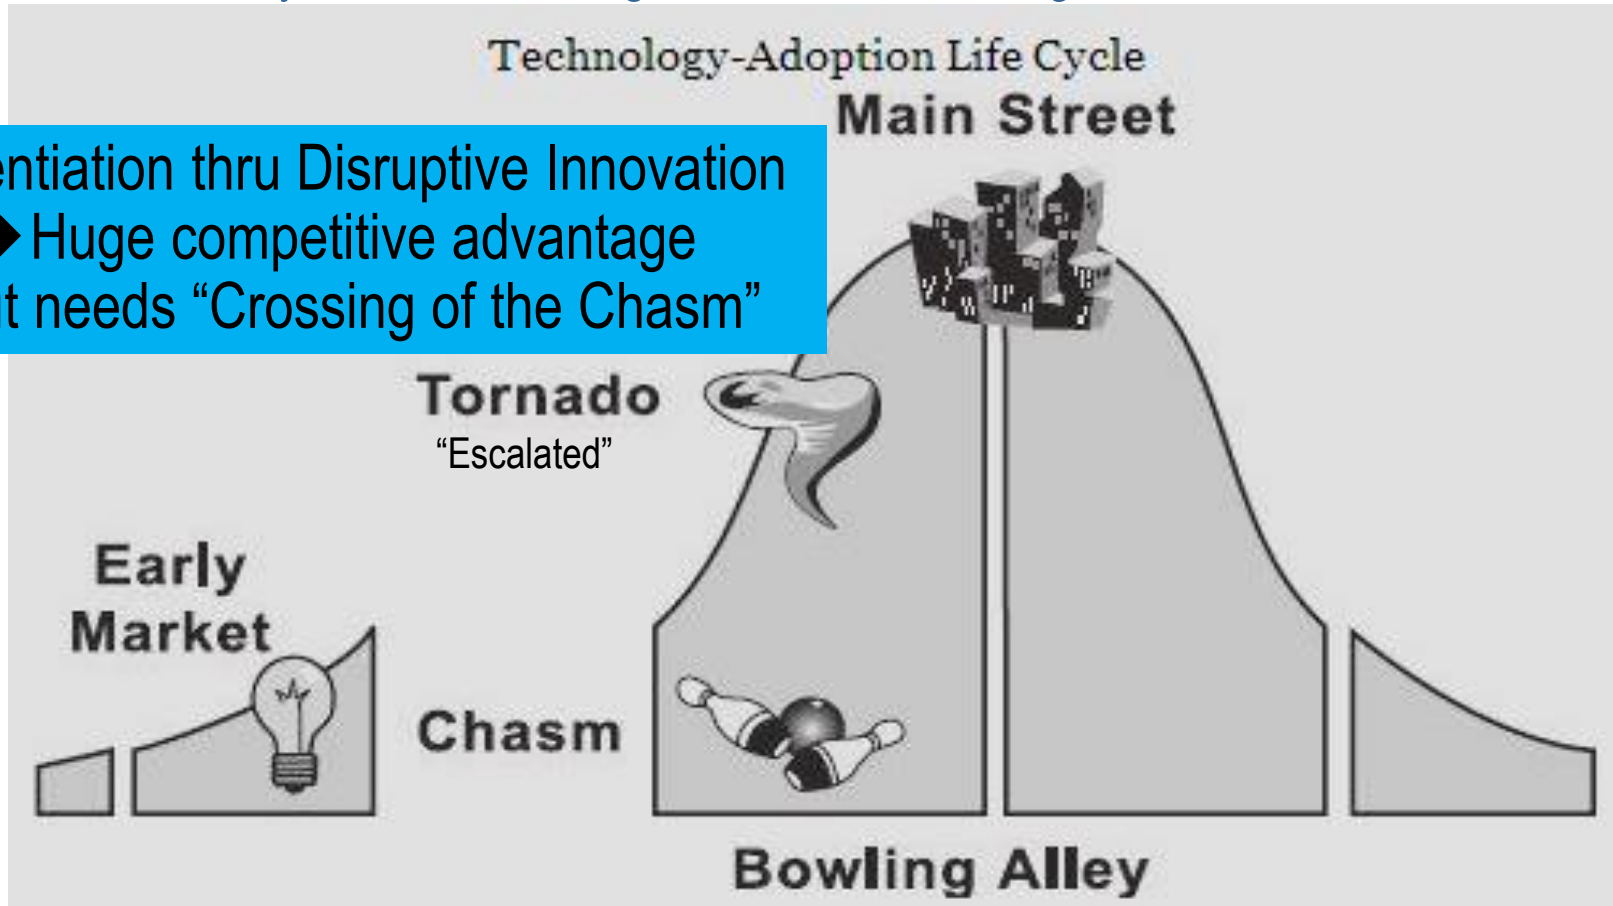 Technology-Adoption Life Cycle
Main Street
entiation thru Disruptive Innovation
Huge competitive advantage
needs “Crossing of the Chasm”
Tornado
“Escalated”
Early
Market
Chasm
Bowling Alley